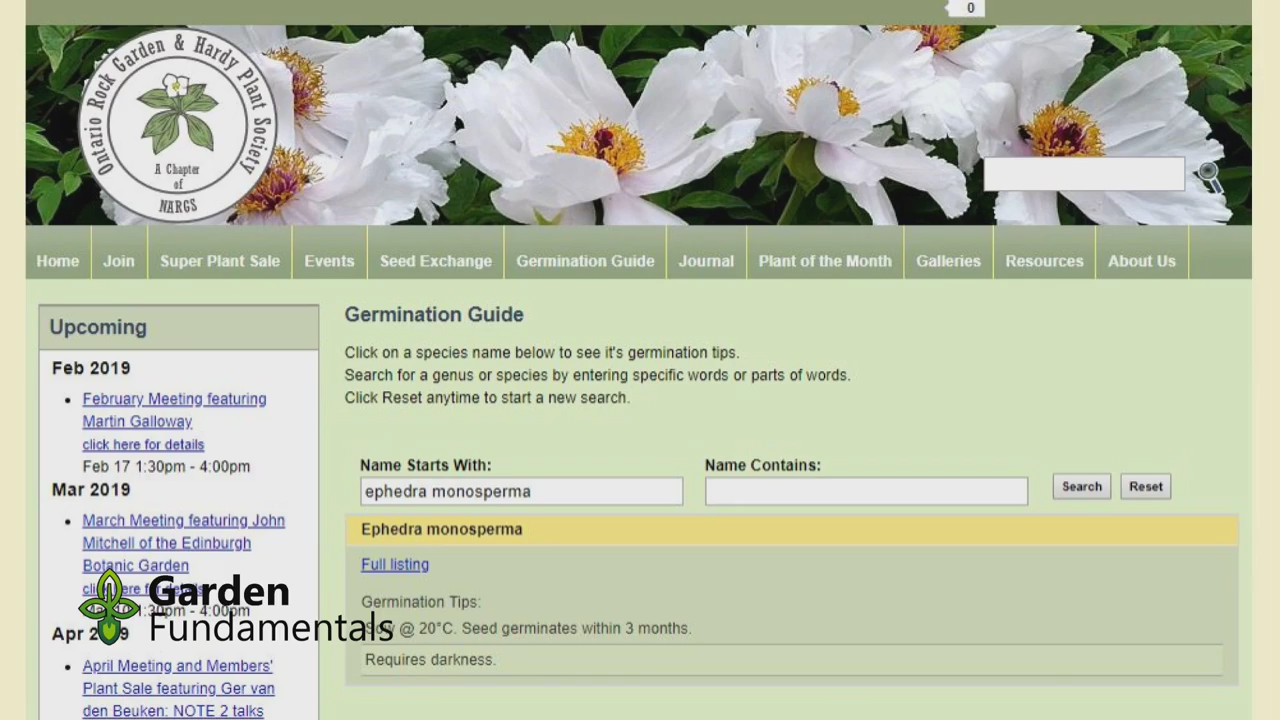 0
Ontario Rock Garden & Hardy Plant Society
A Chapter
of
NARGS
Home
Join
Super Plant Sale
Events
Seed Exchange
Germination Guide
Journal
Plant of the Month
Galleries
Resources
About Us
Upcoming
Feb 2019
February Meeting featuring
Martin Galloway
click here for details
Feb 17 1:30pm - 4:00pm
Mar 2019
March Meeting featuring John
Mitchell of the Edinburgh
Botanic Garden
click here for details
1:30pm - 4:00pm
Apr 2019
April Meeting and Members'
Plant Sale featuring Ger van
den Beuken: NOTE 2 talks
Garden
Fundamentals
Germination Guide
Click on a species name below to see it's germination tips.
Search for a genus or species by entering specific words or parts of words.
Click Reset anytime to start a new search.
Name Starts With:
Name Contains:
ephedra monosperma
Search
Reset
Ephedra monosperma
Full listing
Germination Tips:
Sow @ 20°C. Seed germinates within 3 months.
Requires darkness.